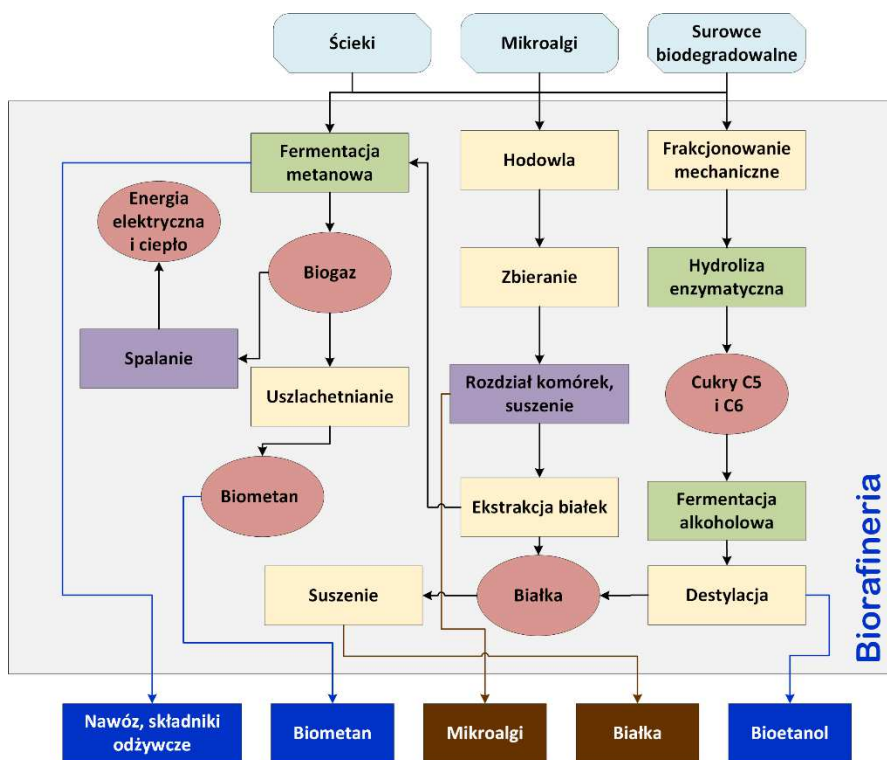 Ścieki
Mikroalgi
Surowce
biodegradowalne
Fermentacja
metanowa
Hodowla
Frakcjonowanie
mechaniczne
Energia
elektryczna
i ciepło
Biogaz
Zbieranie
Hydroliza
enzymatyczna
Spalanie
Uszlachetnianie
Rozdział komórek,
suszenie
Cukry C5
i C6
Biometan
Ekstrakcja białek
Fermentacja
alkoholowa
Suszenie
Białka
Destylacja
Biorafineria
Nawóz, składniki
odżywcze
Biometan
Mikroalgi
Białka
Bioetanol